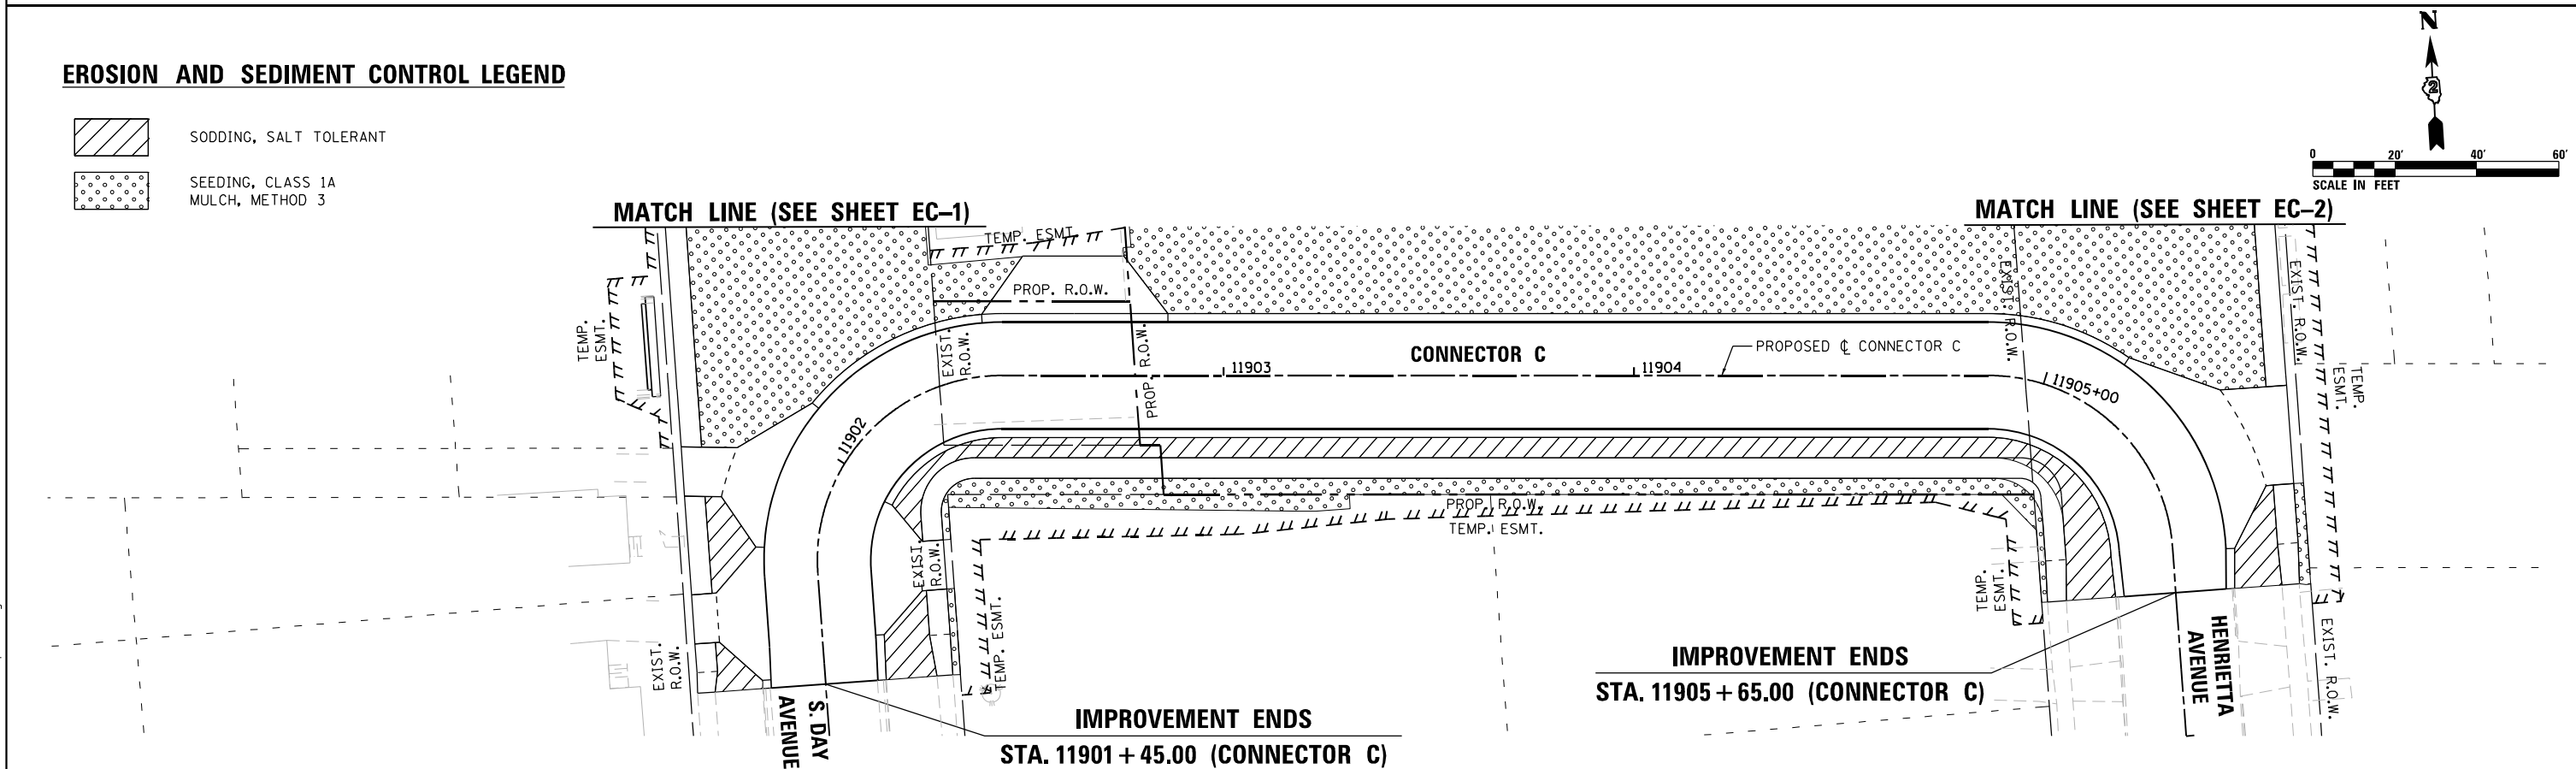 N
2
EROSION AND SEDIMENT CONTROL LEGEND
SODDING, SALT TOLERANT
SEEDING, CLASS 1A
MULCH, METHOD 3
0 20' 40' 60'
SCALE IN FEET
MATCH LINE (SEE SHEET EC-1)
MATCH LINE (SEE SHEET EC-2)
TEMP. ESMT.
PROP. R.O.W.
PROP. R.O.W.
EXIST.
R.O.W.
EXIST. R.O.W.
EXIST. R.O.W.
TEMP.
ESMT.
TEMP.
ESMT.
CONNECTOR C
PROPOSED ℄ CONNECTOR C
11902
11903
11904
11905+00
PROP. R.O.W.
TEMP. ESMT.
EXIST.
R.O.W.
TEMP. ESMT.
TEMP.
ESMT.
EXIST.
R.O.W.
EXIST. R.O.W.
IMPROVEMENT ENDS
STA. 11905+65.00 (CONNECTOR C)
HENRIETTA
AVENUE
S. DAY
AVENUE
IMPROVEMENT ENDS
STA. 11901+45.00 (CONNECTOR C)